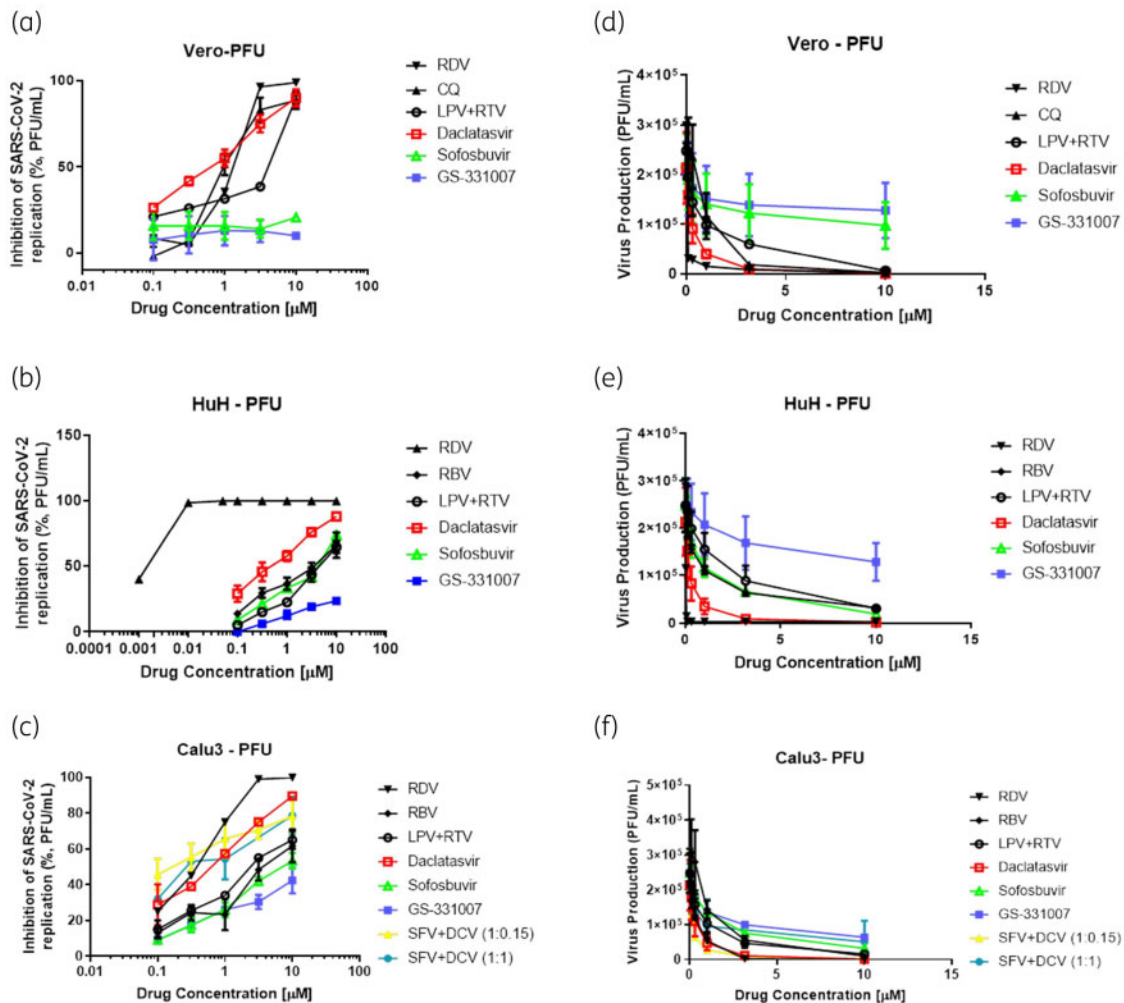 (a)
Vero-PFU
Inhibition of SARS-CoV-2
replication (%, PFU/mL)
100
50
0
0.01
0.1
1
10
100
Drug Concentration [µM]
RDV
CQ
LPV+RTV
Daclatasvir
Sofosbuvir
GS-331007
(d)
Vero - PFU
Virus Production (PFU/mL)
4×10⁵
3×10⁵
2×10⁵
1×10⁵
0
0
5
10
15
Drug Concentration [µM]
RDV
CQ
LPV+RTV
Daclatasvir
Sofosbuvir
GS-331007
(b)
HuH - PFU
Inhibition of SARS-CoV-2
replication (%, PFU/mL)
150
100
50
0
0.0001
0.001
0.01
0.1
1
10
100
Drug Concentration [µM]
RDV
RBV
LPV+RTV
Daclatasvir
Sofosbuvir
GS-331007
(e)
HuH - PFU
Virus Production (PFU/mL)
4×10⁵
3×10⁵
2×10⁵
1×10⁵
0
0
5
10
15
Drug Concentration [µM]
RDV
RBV
LPV+RTV
Daclatasvir
Sofosbuvir
GS-331007
(c)
Calu3 - PFU
Inhibition of SARS-CoV-2
replication (%, PFU/mL)
100
80
60
40
20
0
0.01
0.1
1
10
100
Drug Concentration [µM]
RDV
RBV
LPV+RTV
Daclatasvir
Sofosbuvir
GS-331007
SFV+DCV (1:0.15)
SFV+DCV (1:1)
(f)
Calu3- PFU
Virus Production (PFU/mL)
5×10⁵
4×10⁵
3×10⁵
2×10⁵
1×10⁵
0
0
5
10
15
Drug Concentration [µM]
RDV
RBV
LPV+RTV
Daclatasvir
Sofosbuvir
GS-331007
SFV+DCV (1:0.15)
SFV+DCV (1:1)